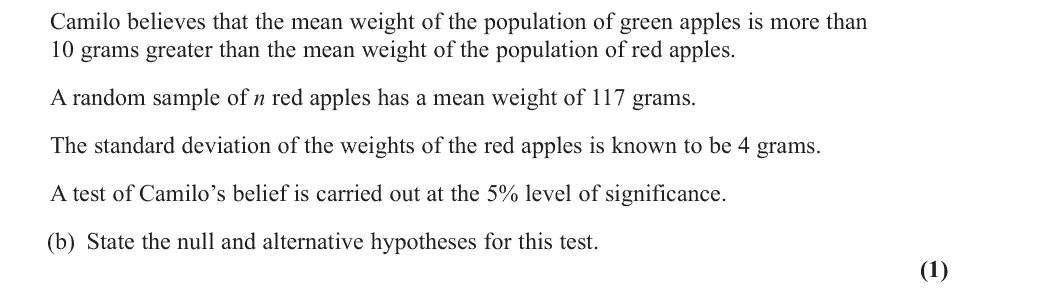 Camilo believes that the mean weight of the population of green apples is more than
10 grams greater than the mean weight of the population of red apples.
A random sample of n red apples has a mean weight of 117 grams.
The standard deviation of the weights of the red apples is known to be 4 grams.
A test of Camilo's belief is carried out at the 5% level of significance.
(b) State the null and alternative hypotheses for this test.
(1)